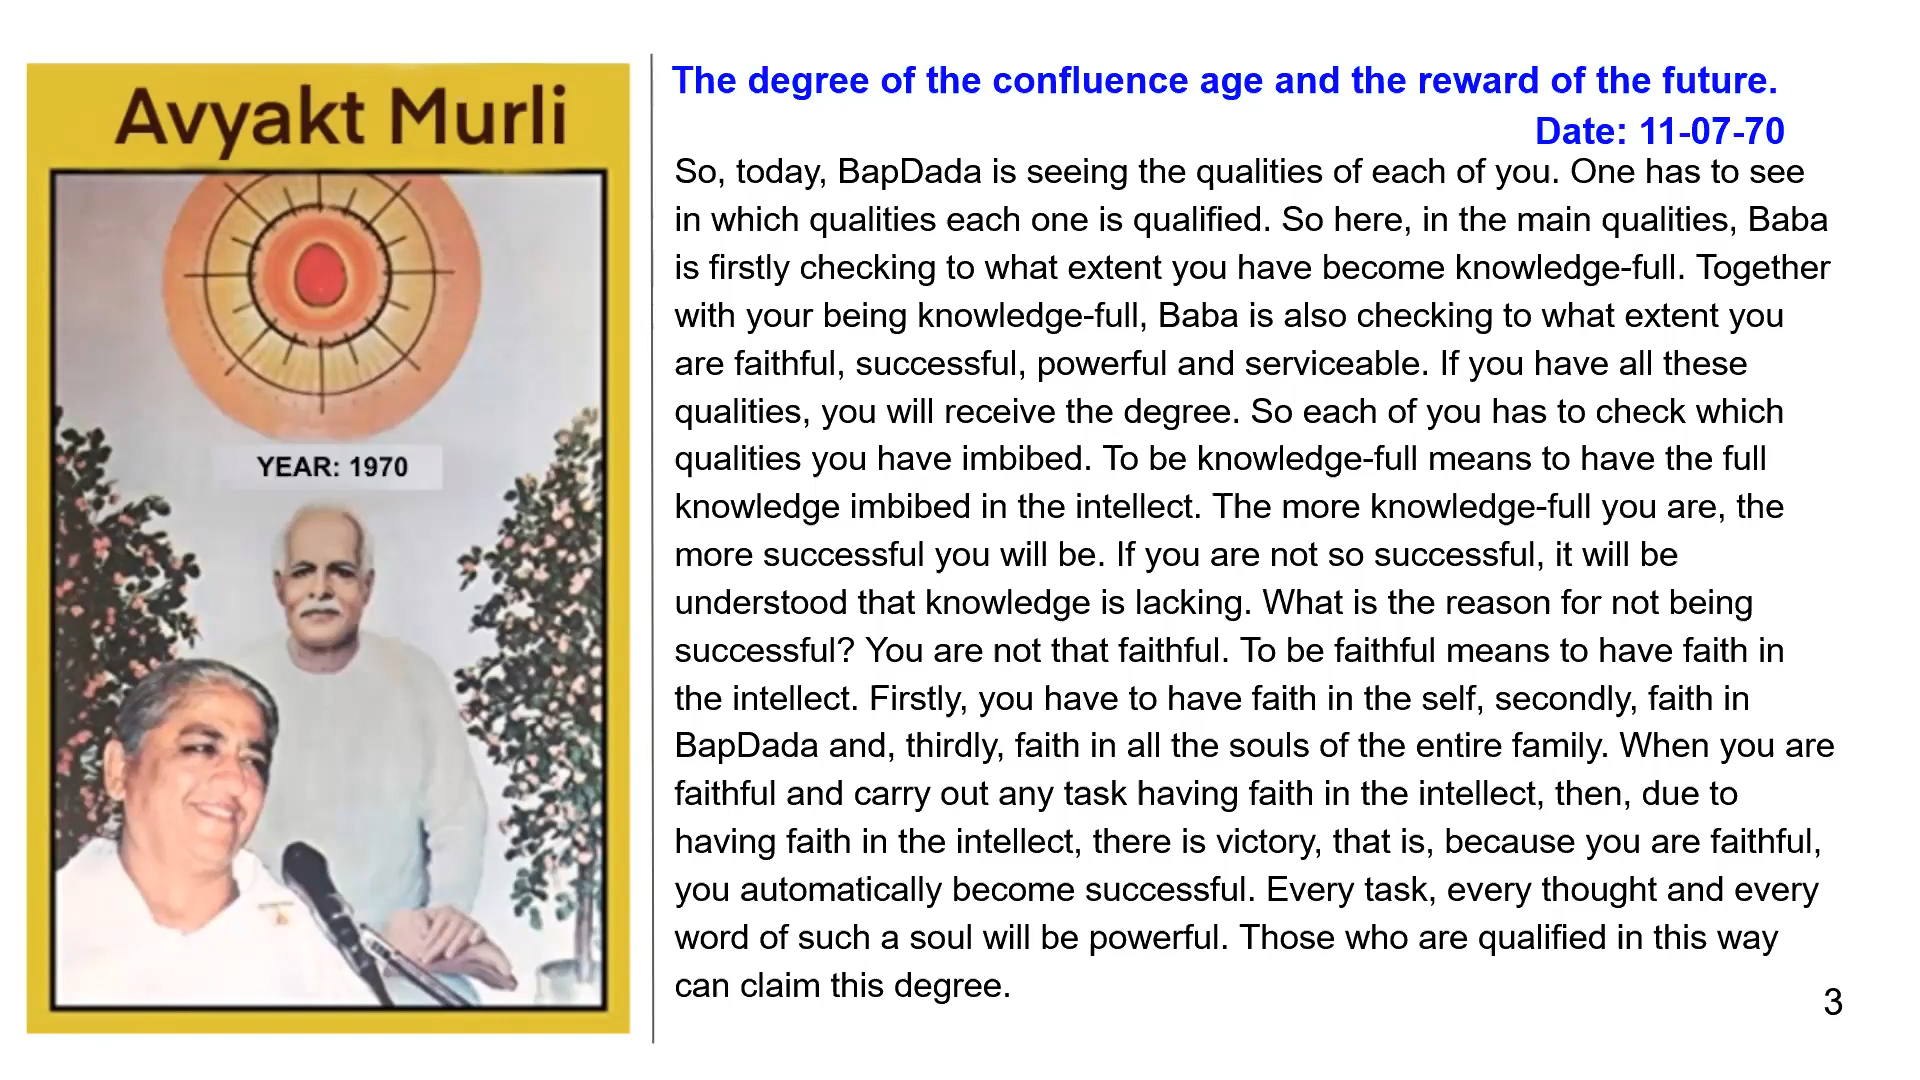 Avyakt Murli
YEAR: 1970
The degree of the confluence age and the reward of the future.
Date: 11-07-70
So, today, BapDada is seeing the qualities of each of you. One has to see
in which qualities each one is qualified. So here, in the main qualities, Baba
is firstly checking to what extent you have become knowledge-full. Together
with your being knowledge-full, Baba is also checking to what extent you
are faithful, successful, powerful and serviceable. If you have all these
qualities, you will receive the degree. So each of you has to check which
qualities you have imbibed. To be knowledge-full means to have the full
knowledge imbibed in the intellect. The more knowledge-full you are, the
more successful you will be. If you are not so successful, it will be
understood that knowledge is lacking. What is the reason for not being
successful? You are not that faithful. To be faithful means to have faith in
the intellect. Firstly, you have to have faith in the self, secondly, faith in
BapDada and, thirdly, faith in all the souls of the entire family. When you are
faithful and carry out any task having faith in the intellect, then, due to
having faith in the intellect, there is victory, that is, because you are faithful,
you automatically become successful. Every task, every thought and every
word of such a soul will be powerful. Those who are qualified in this way
can claim this degree.
3